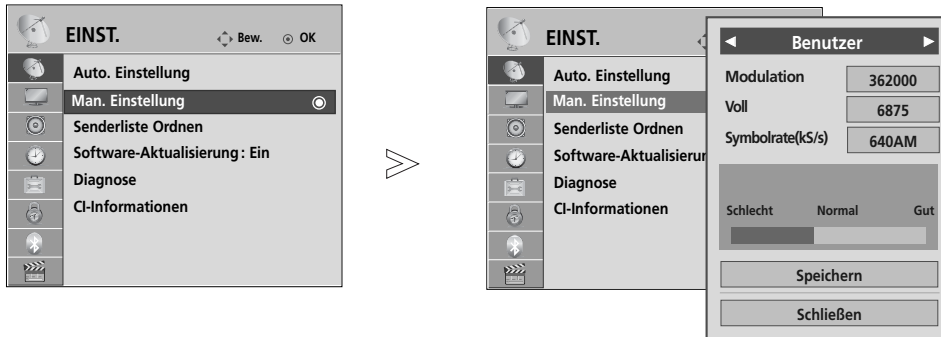 EINST.
Bew.
OK
Auto. Einstellung
Man. Einstellung
Senderliste Ordnen
Software-Aktualisierung : Ein
Diagnose
CI-Informationen
EINST.
Auto. Einstellung
Man. Einstellung
Senderliste Ordnen
Software-Aktualisierun
Diagnose
CI-Informationen
Benutzer
Modulation 362000
Voll 6875
Symbolrate(kS/s) 640AM
Schlecht Normal Gut
Speichern
Schließen